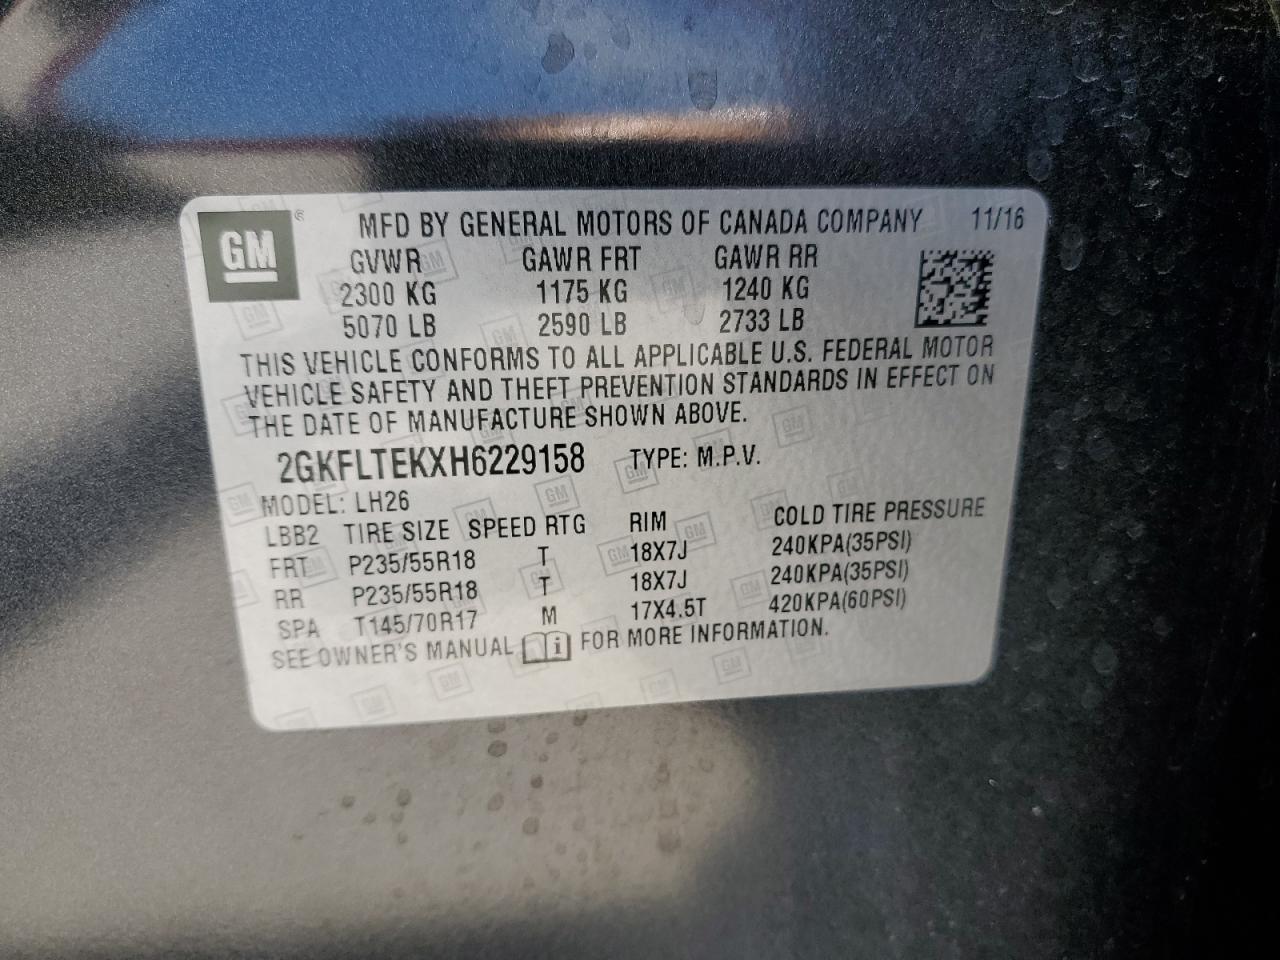 GM ® MFD BY GENERAL MOTORS OF CANADA COMPANY 11/16
GVWR GAWR FRT GAWR RR
2300 KG 1175 KG 1240 KG
5070 LB 2590 LB 2733 LB
THIS VEHICLE CONFORMS TO ALL APPLICABLE U.S. FEDERAL MOTOR
VEHICLE SAFETY AND THEFT PREVENTION STANDARDS IN EFFECT ON
THE DATE OF MANUFACTURE SHOWN ABOVE.
2GKFLTEKXH6229158 TYPE: M.P.V.
MODEL: LH26
LBB2 TIRE SIZE SPEED RTG RIM COLD TIRE PRESSURE
FRT P235/55R18 T 18X7J 240KPA(35PSI)
RR P235/55R18 T 18X7J 240KPA(35PSI)
SPA T145/70R17 M 17X4.5T 420KPA(60PSI)
SEE OWNER'S MANUAL i FOR MORE INFORMATION.